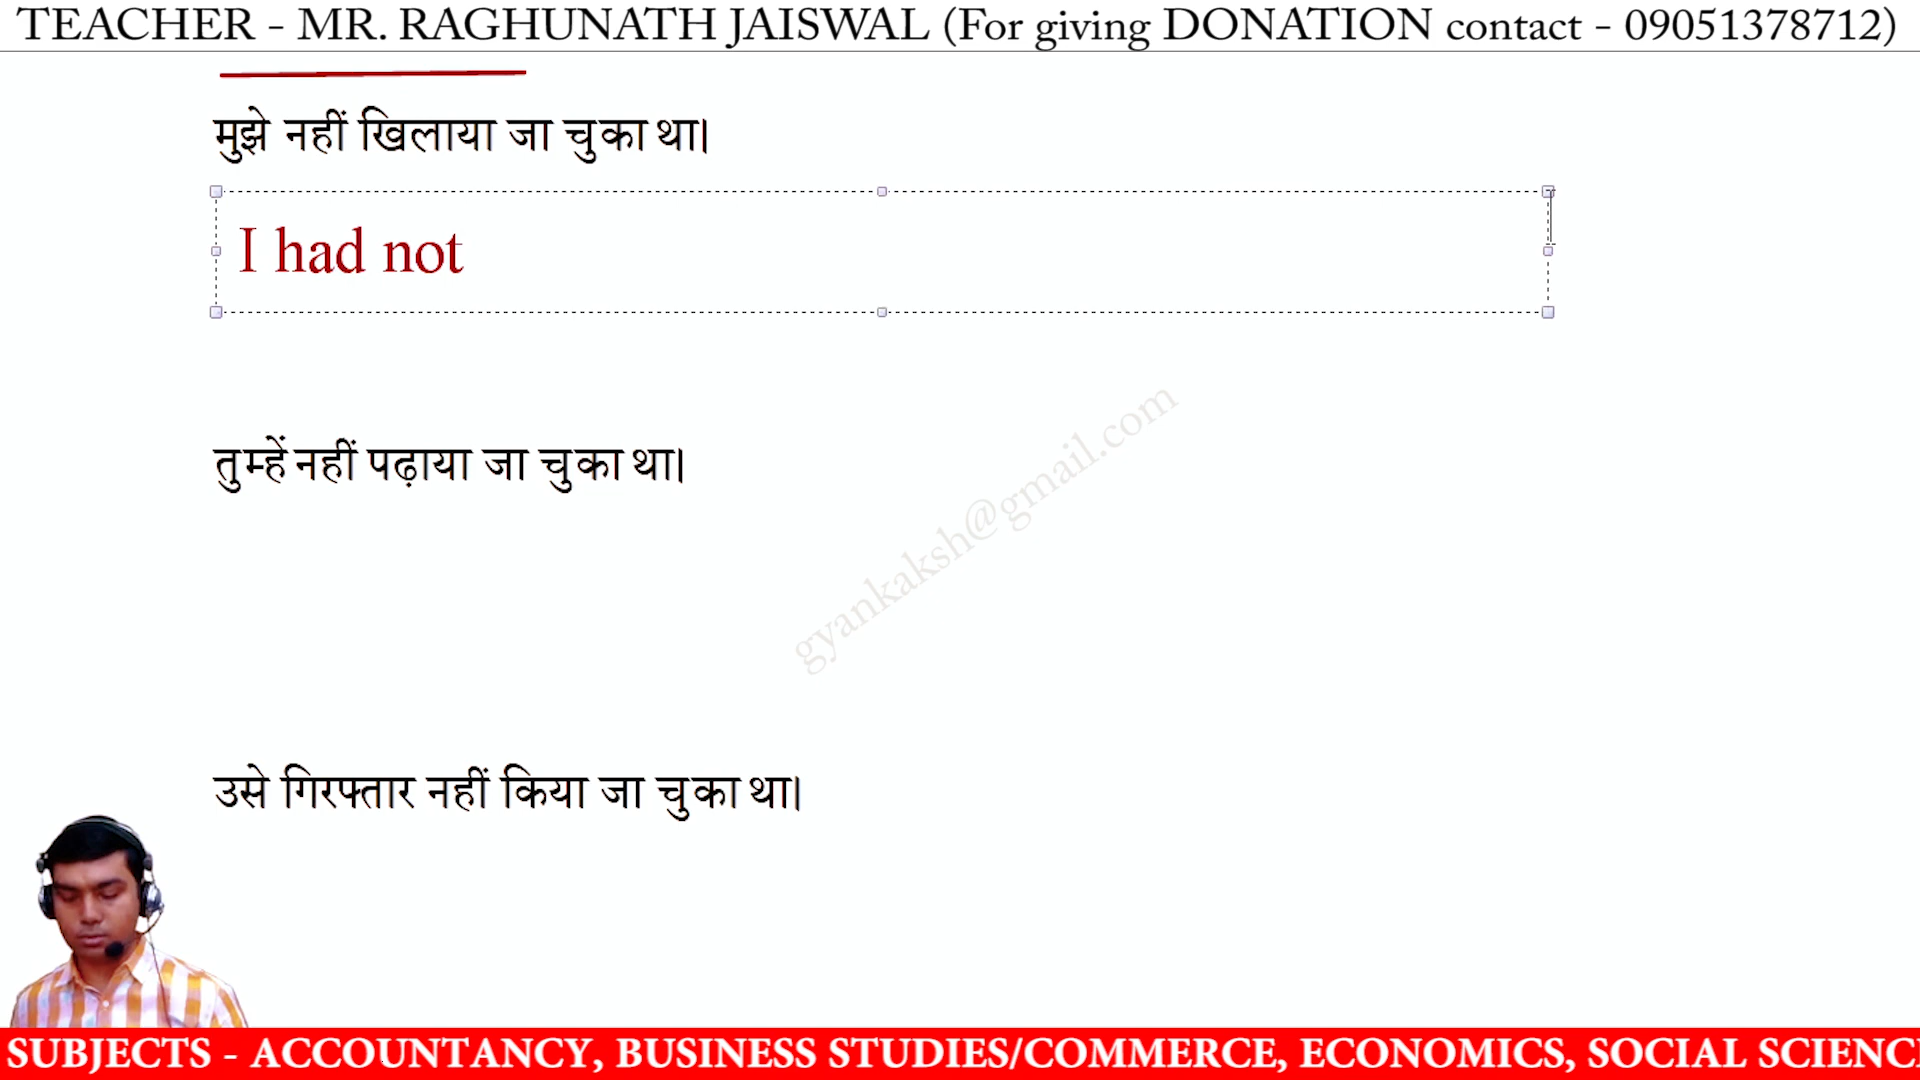 TEACHER - MR. RAGHUNATH JAISWAL (For giving DONATION contact - 09051378712)
मुझे नहीं खिलाया जा चुका था।
I had not
तुम्हें नहीं पढ़ाया जा चुका था।
gyankaksh@gmail.com
उसे गिरफ्तार नहीं किया जा चुका था।
SUBJECTS - ACCOUNTANCY, BUSINESS STUDIES/COMMERCE, ECONOMICS, SOCIAL SCIENC